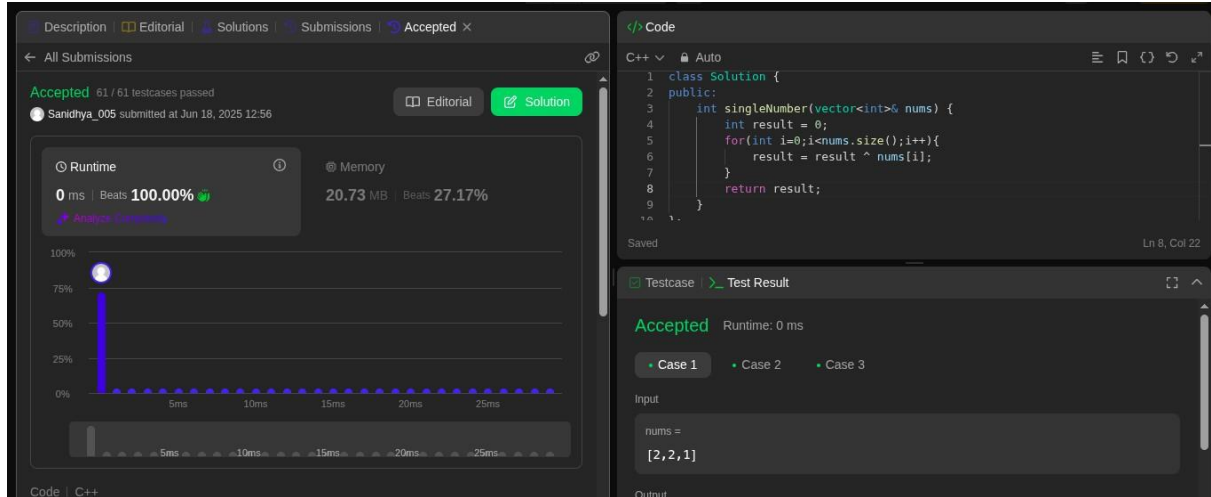 Description | Editorial | Solutions | Submissions | Accepted ×
← All Submissions
Accepted 61 / 61 testcases passed
Sanidhya_005 submitted at Jun 18, 2025 12:56
Editorial
Solution
Runtime
0 ms | Beats 100.00%
Analyze Complexity
Memory
20.73 MB | Beats 27.17%
100%
75%
50%
25%
0%
5ms 10ms 15ms 20ms 25ms
5ms 10ms 15ms 20ms 25ms
Code | C++
</> Code
C++ Auto
1 class Solution {
2 public:
3 int singleNumber(vector<int>& nums) {
4 int result = 0;
5 for(int i=0;i<nums.size();i++){
6 result = result ^ nums[i];
7 }
8 return result;
9 }
10 };
Saved Ln 8, Col 22
Testcase | >_ Test Result
Accepted Runtime: 0 ms
• Case 1 • Case 2 • Case 3
Input
nums =
[2,2,1]
Output